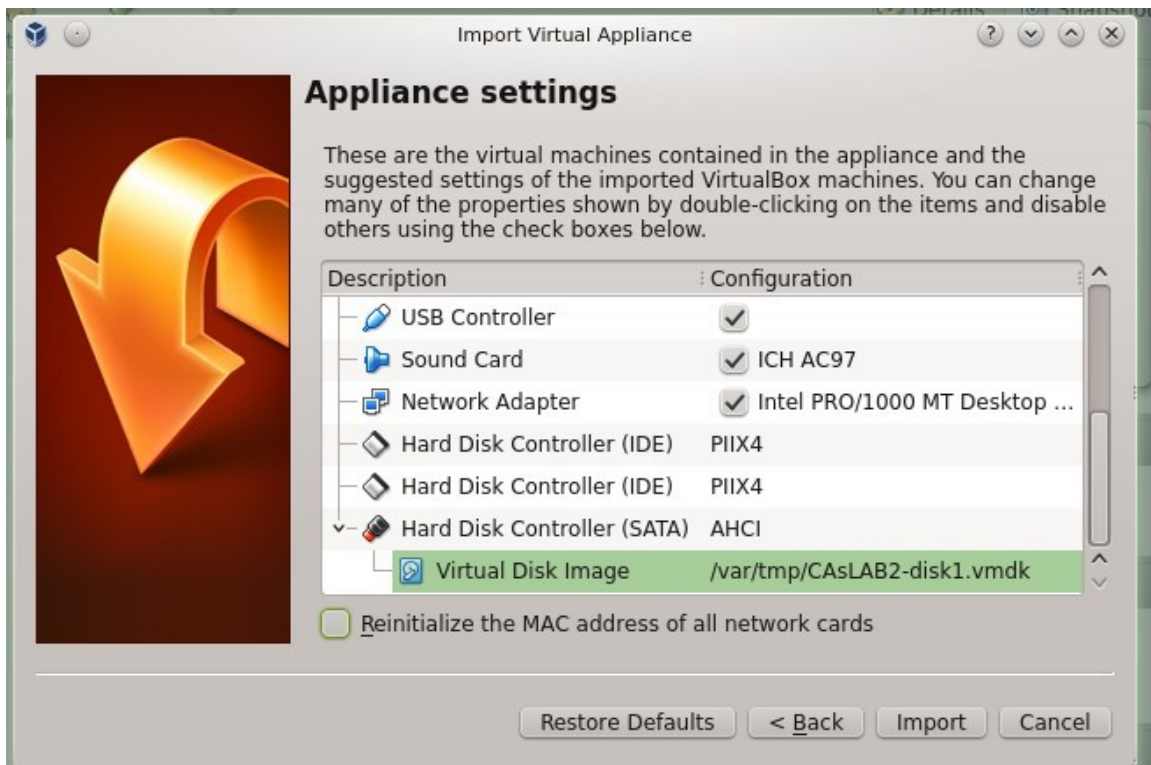 Details Snapshots
Import Virtual Appliance
Appliance settings
These are the virtual machines contained in the appliance and the
suggested settings of the imported VirtualBox machines. You can change
many of the properties shown by double-clicking on the items and disable
others using the check boxes below.
Description Configuration
USB Controller
Sound Card ICH AC97
Network Adapter Intel PRO/1000 MT Desktop ...
Hard Disk Controller (IDE) PIIX4
Hard Disk Controller (IDE) PIIX4
Hard Disk Controller (SATA) AHCI
Virtual Disk Image /var/tmp/CAsLAB2-disk1.vmdk
Reinitialize the MAC address of all network cards
Restore Defaults < Back Import Cancel